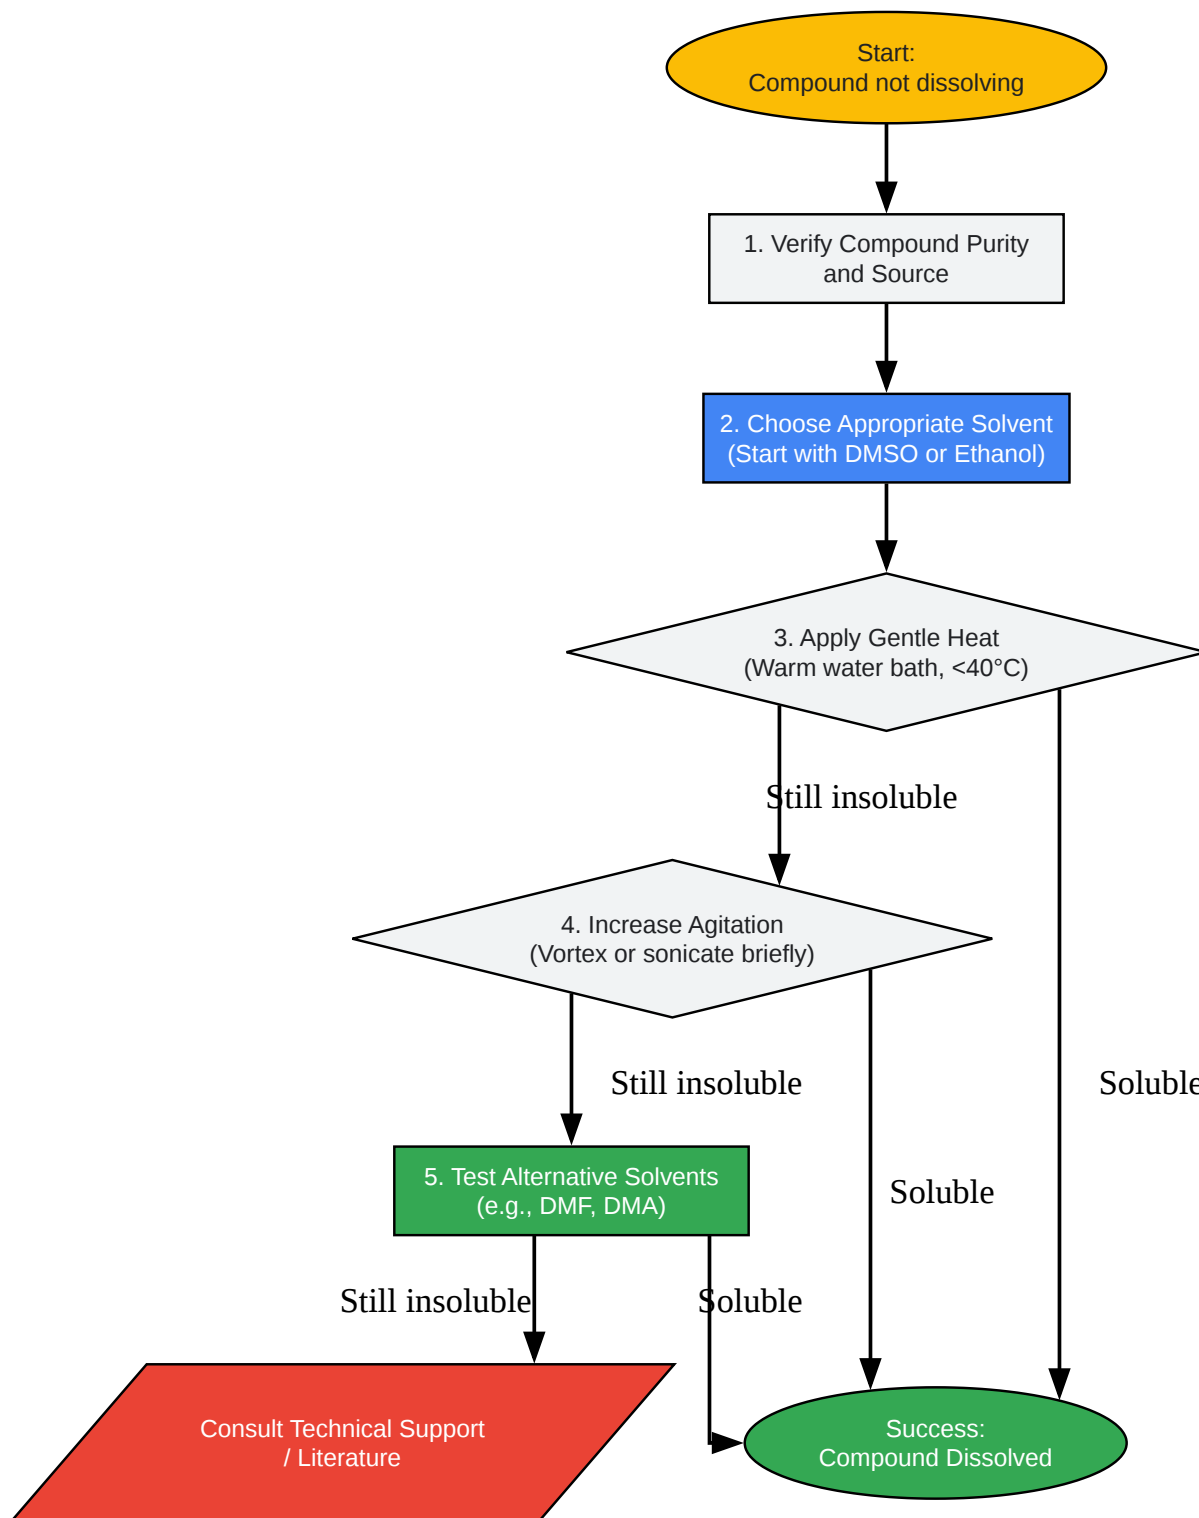 Start:
Compound not dissolving
1. Verify Compound Purity
and Source
2. Choose Appropriate Solvent
(Start with DMSO or Ethanol)
3. Apply Gentle Heat
(Warm water bath, <40°C)
Still insoluble
4. Increase Agitation
(Vortex or sonicate briefly)
Still insoluble
Soluble
5. Test Alternative Solvents
(e.g., DMF, DMA)
Soluble
Still insoluble
Soluble
Consult Technical Support
/ Literature
Success:
Compound Dissolved